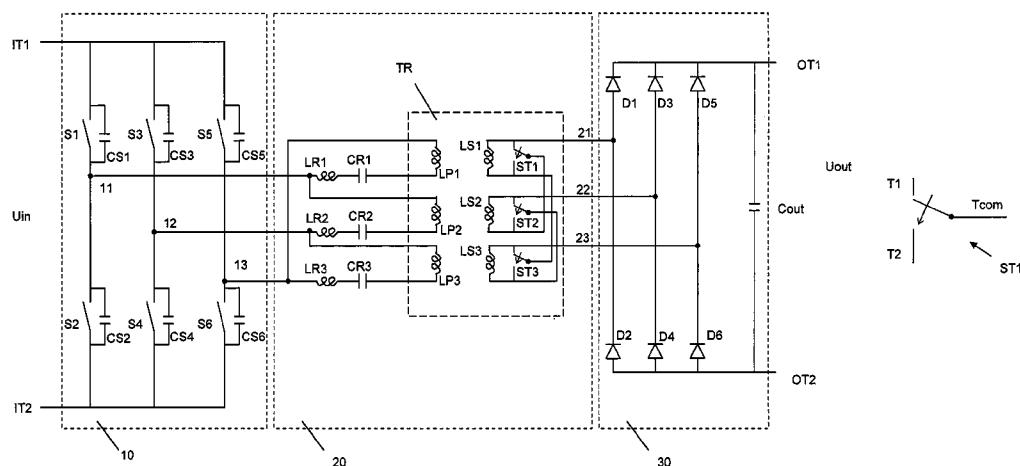 IT1
TR
OT1
S1
CS1
S3
CS3
S5
CS5
D1
D3
D5
21
LR1
CR1
LP1
LS1
ST1
11
Uin
12
LR2
CR2
LP2
LS2
ST2
22
13
LR3
CR3
LP3
LS3
ST3
23
Cout
Uout
T1
Tcom
T2
ST1
S2
CS2
S4
CS4
S6
CS6
D2
D4
D6
IT2
OT2
10
20
30